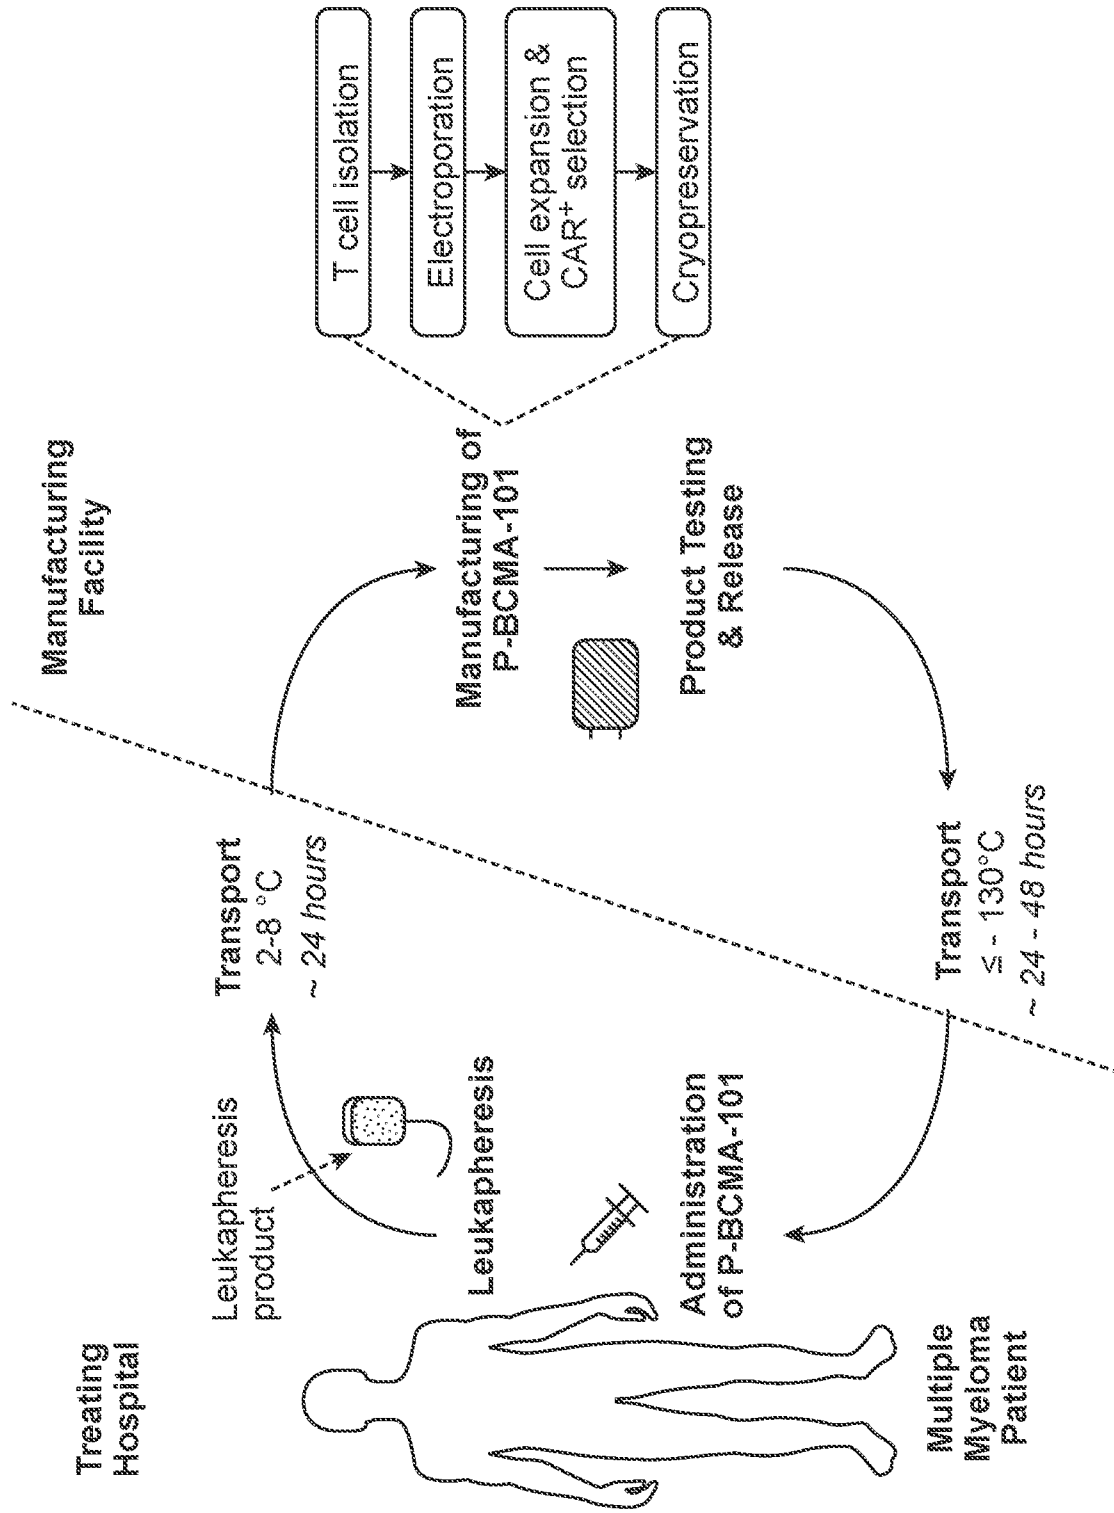 Treating
Hospital
Manufacturing
Facility
Leukapheresis
product
Transport
2-8 °C
~ 24 hours
Leukapheresis
Manufacturing of
P-BCMA-101
T cell isolation
Electroporation
Cell expansion &
CAR+ selection
Cryopreservation
Administration
of P-BCMA-101
Product Testing
& Release
Multiple
Myeloma
Patient
Transport
≤ - 130°C
~ 24 - 48 hours